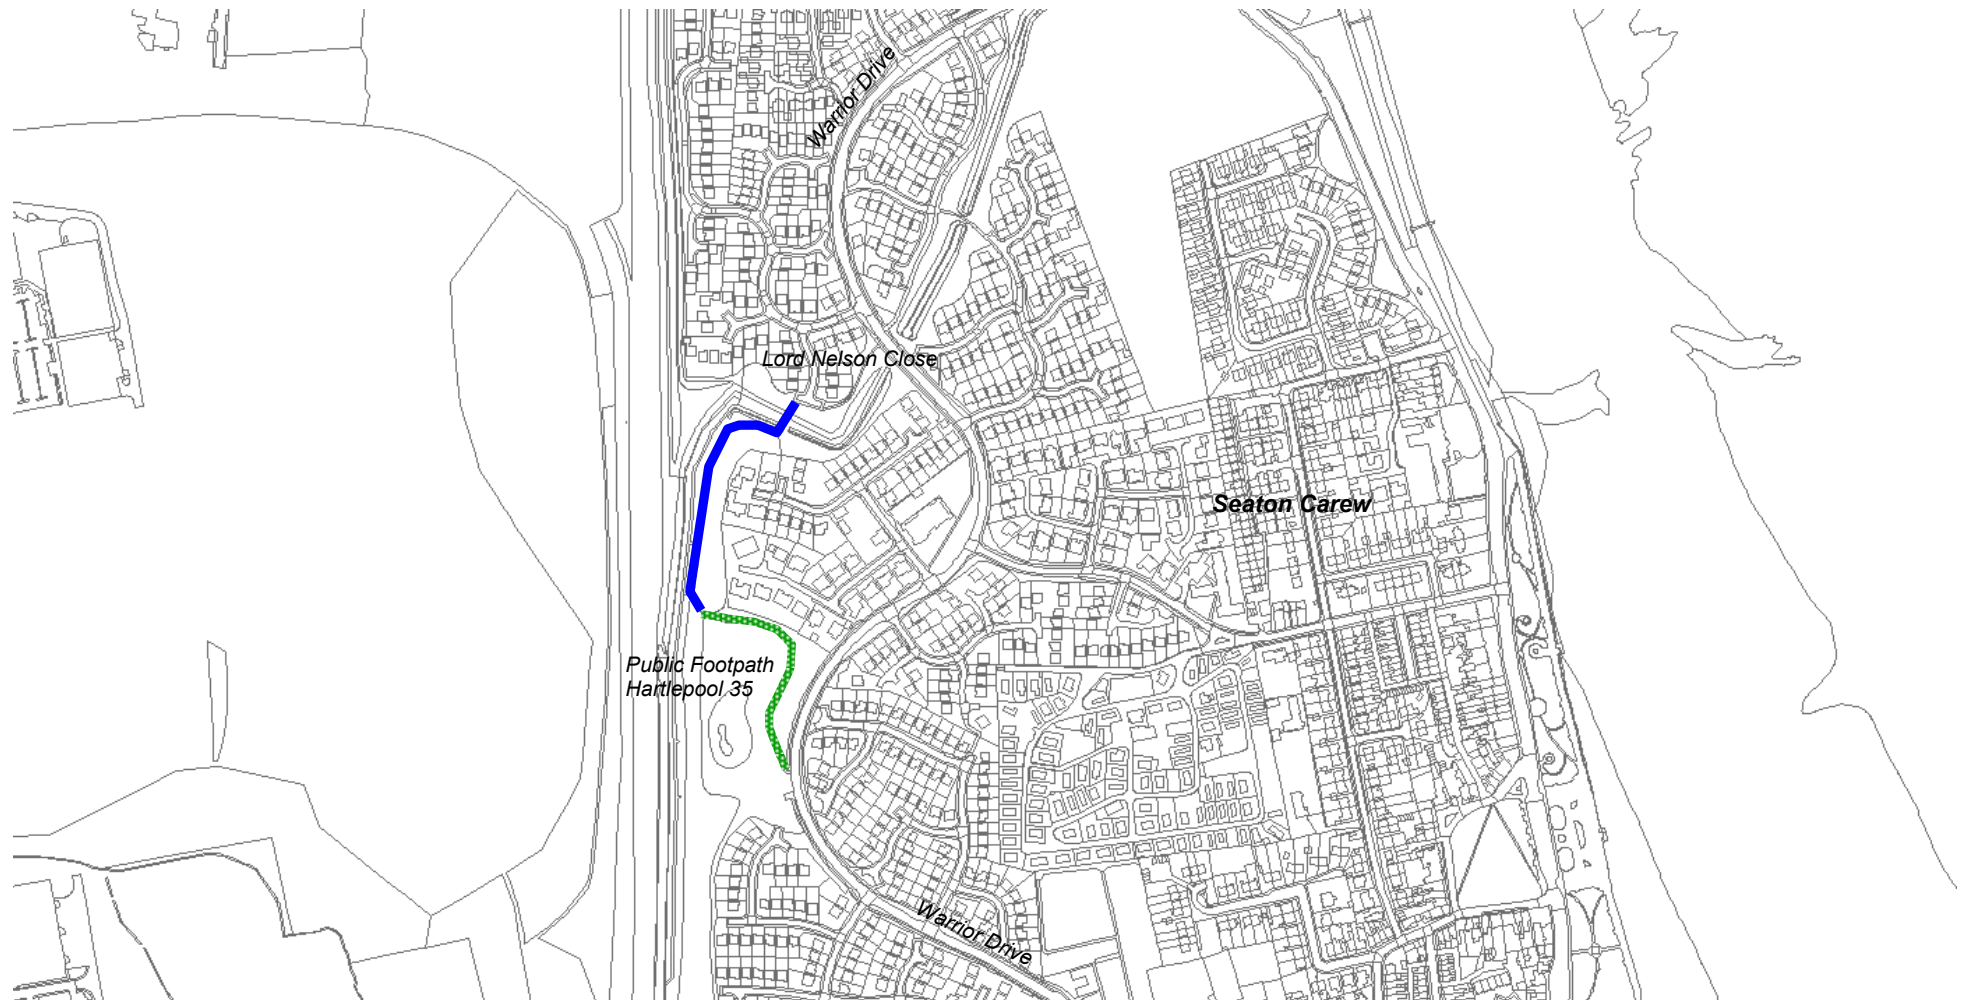 Warrior Drive
Lord Nelson Close
Seaton Carew
Public Footpath
Hartlepool 35
Warrior Drive